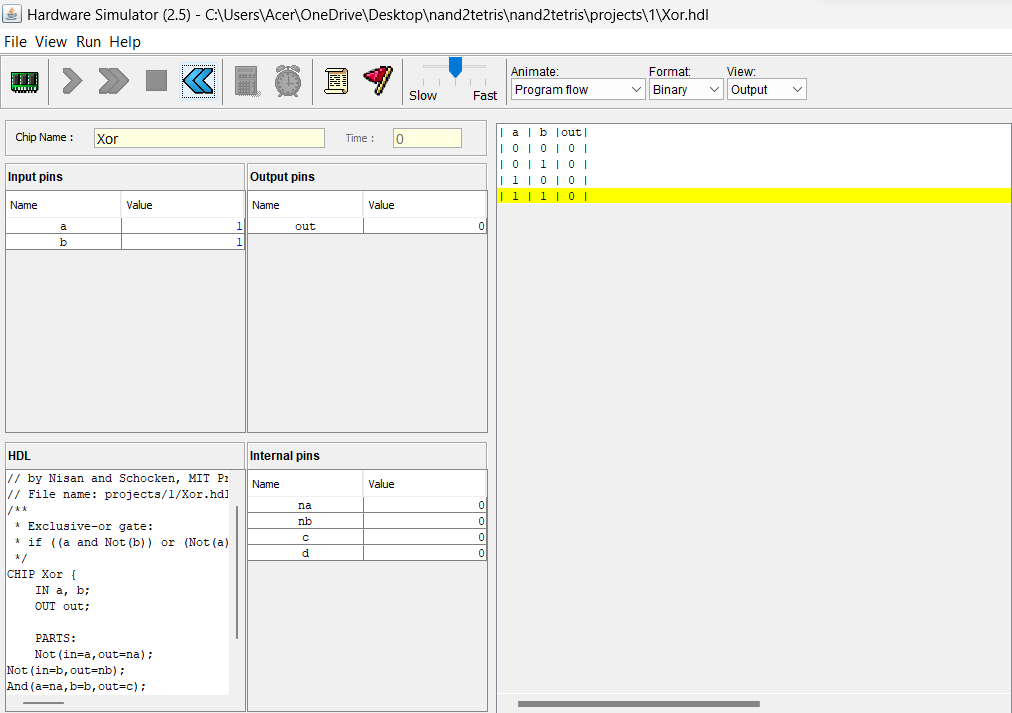 Hardware Simulator (2.5) - C:\Users\Acer\OneDrive\Desktop\nand2tetris\nand2tetris\projects\1\Xor.hdl
File View Run Help
Slow Fast
Animate: Format: View:
Program flow Binary Output
Chip Name : Xor Time : 0
Input pins
Name Value
a 1
b 1
Output pins
Name Value
out 0
HDL
// by Nisan and Schocken, MIT Pr
// File name: projects/1/Xor.hdl
/**
* Exclusive-or gate:
* if ((a and Not(b)) or (Not(a)
*/
CHIP Xor {
IN a, b;
OUT out;
PARTS:
Not(in=a,out=na);
Not(in=b,out=nb);
And(a=na,b=b,out=c);
Internal pins
Name Value
na 0
nb 0
c 0
d 0
| a | b |out|
| 0 | 0 | 0 |
| 0 | 1 | 0 |
| 1 | 0 | 0 |
| 1 | 1 | 0 |